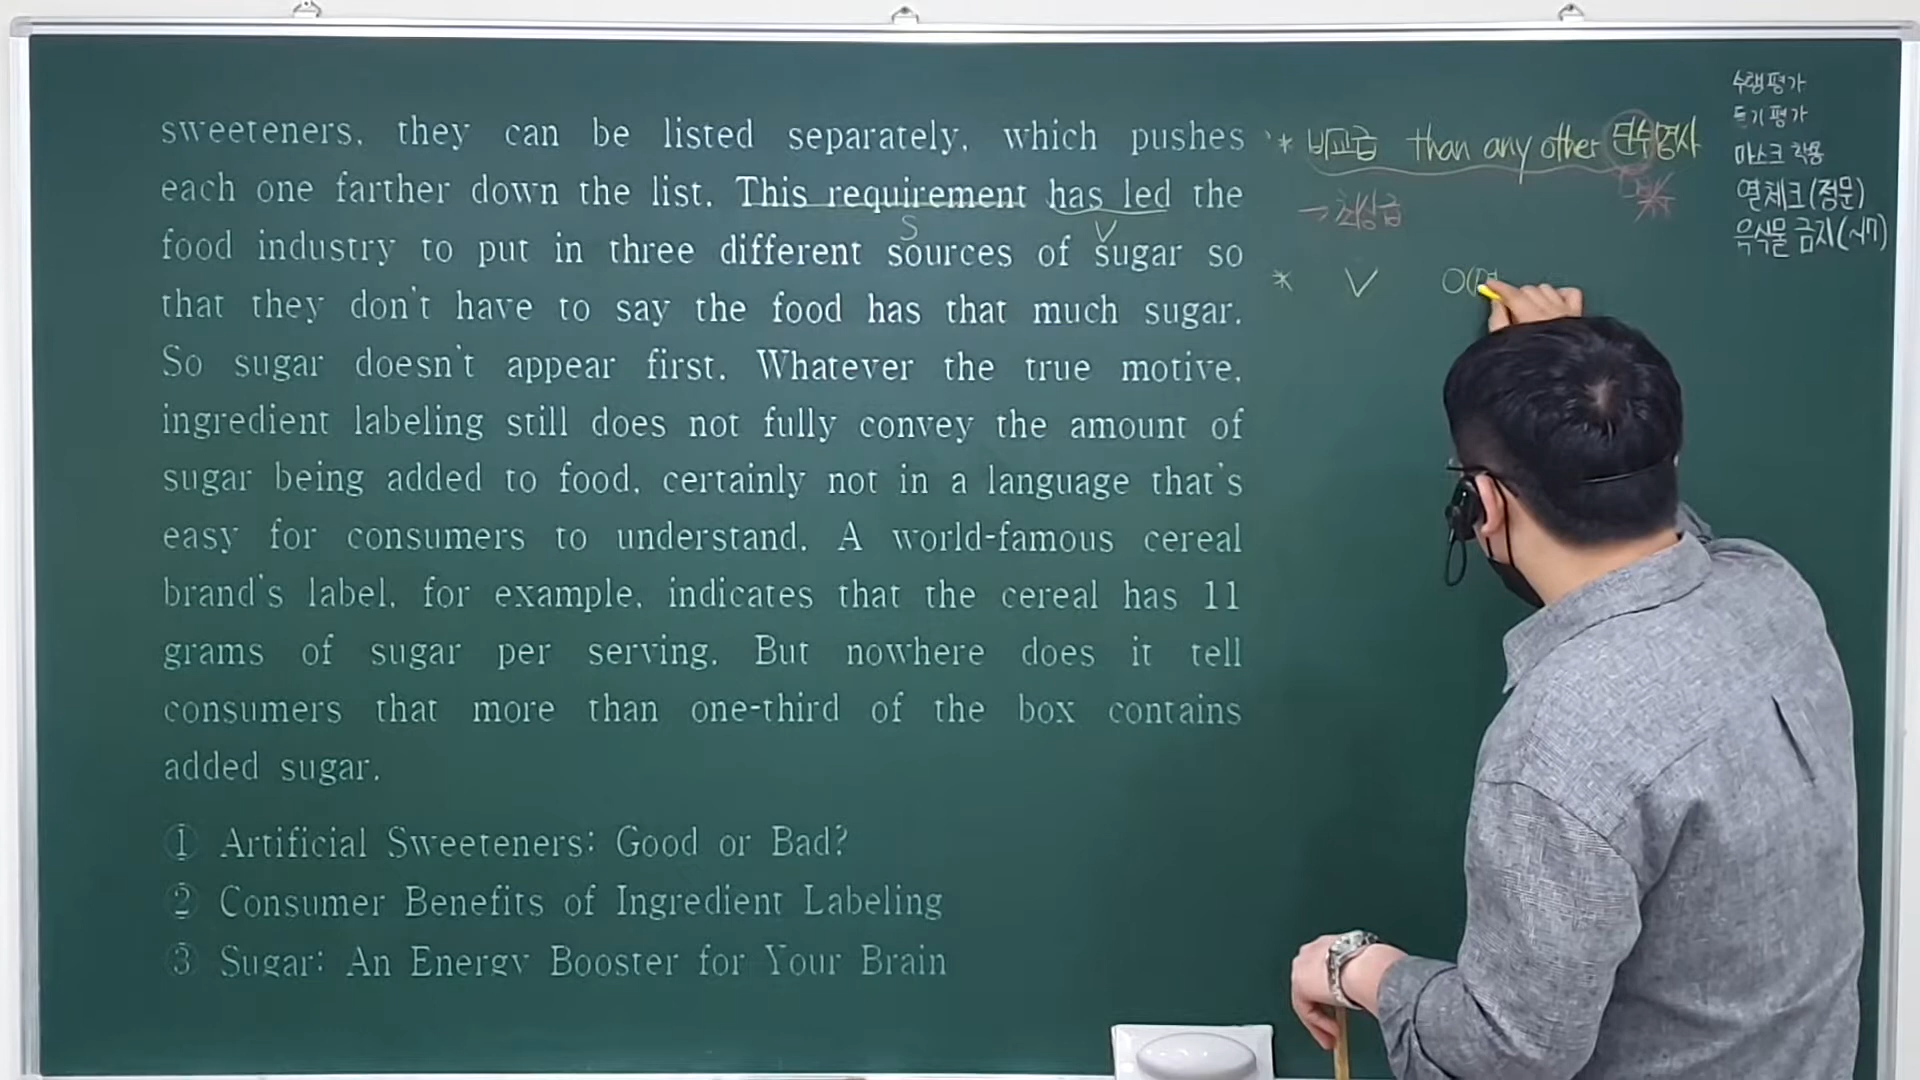 sweeteners, they can be listed separately, which pushes
each one farther down the list. This requirement has led the
food industry to put in three different sources of sugar so
that they don't have to say the food has that much sugar.
So sugar doesn't appear first. Whatever the true motive,
ingredient labeling still does not fully convey the amount of
sugar being added to food, certainly not in a language that's
easy for consumers to understand. A world-famous cereal
brand's label, for example, indicates that the cereal has 11
grams of sugar per serving. But nowhere does it tell
consumers that more than one-third of the box contains
added sugar.
① Artificial Sweeteners: Good or Bad?
② Consumer Benefits of Ingredient Labeling
③ Sugar: An Energy Booster for Your Brain
S
V
* 비교급 than any other 단수명사
→ 최상급
* V O(
수행평가
듣기평가
마스크 착용
열체크(정문)
음식물 금지(~17)